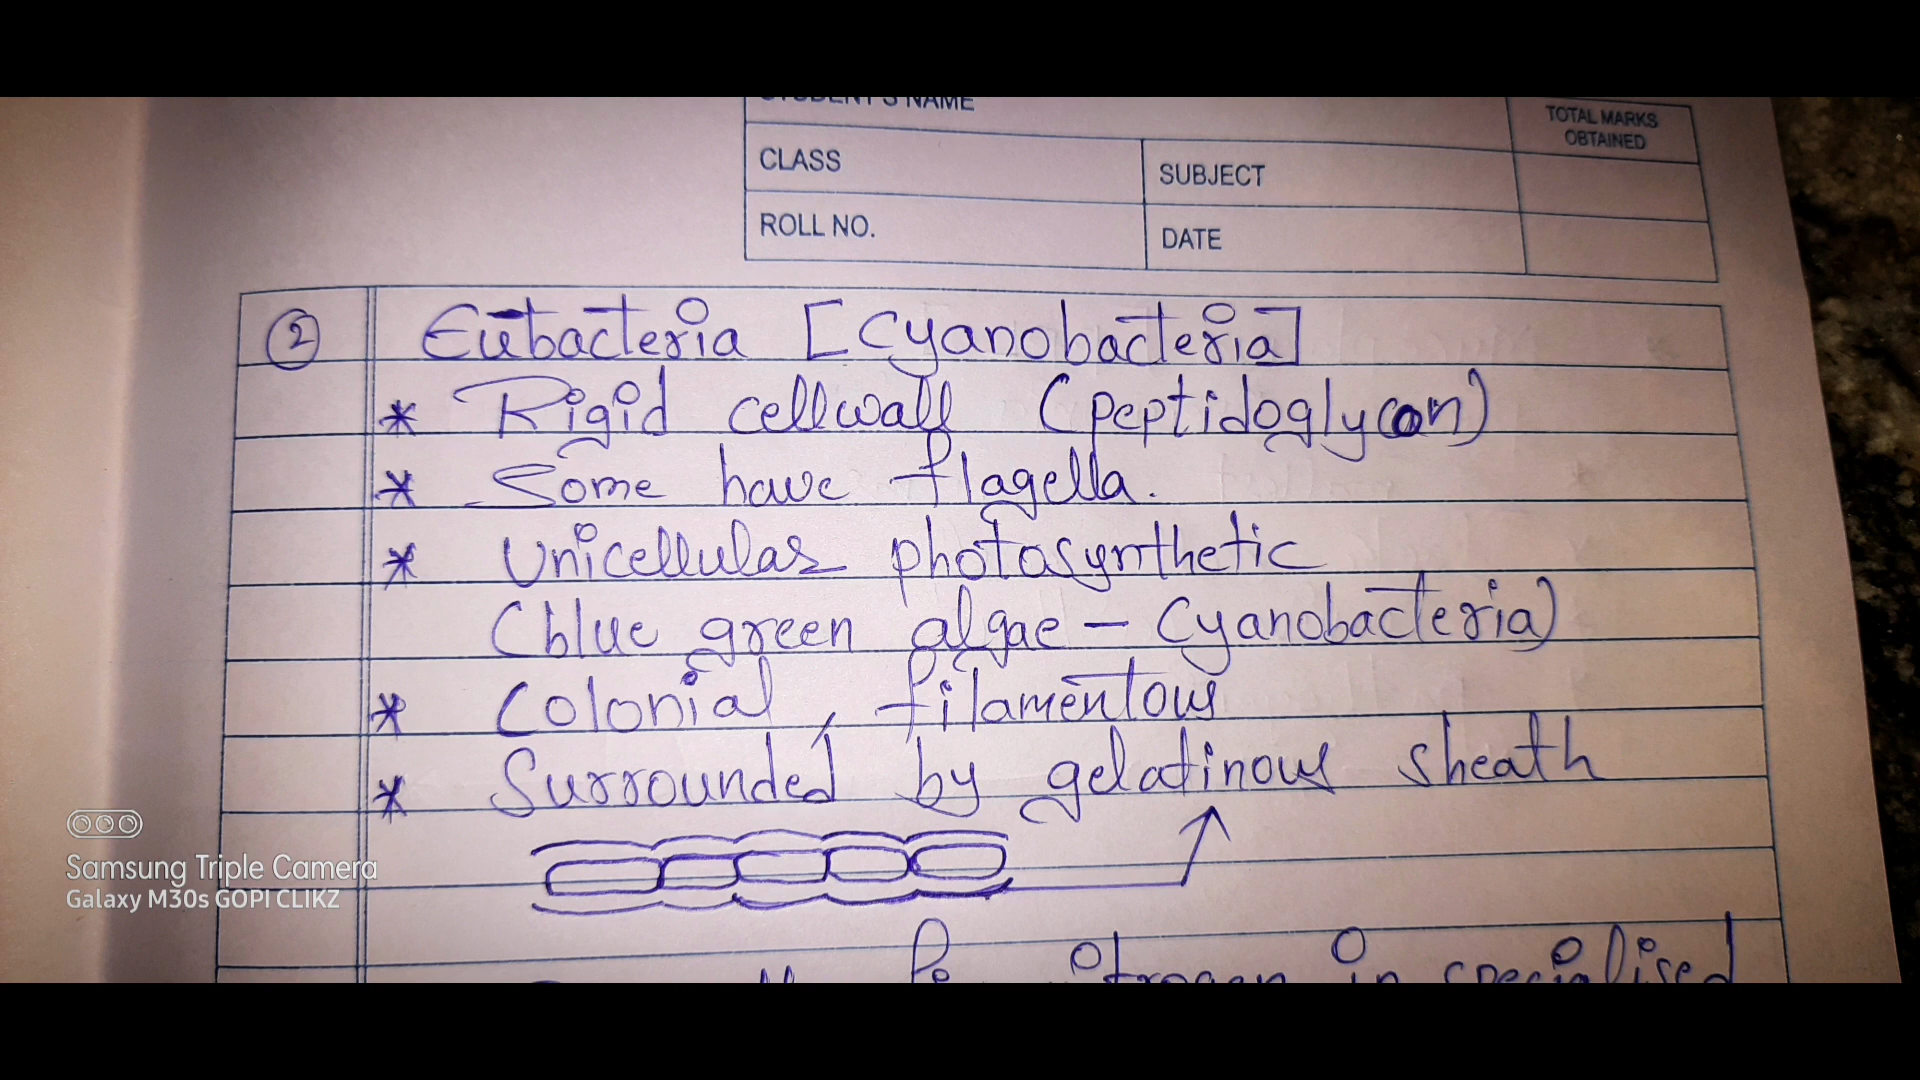 STUDENT'S NAME
TOTAL MARKS
OBTAINED
CLASS
SUBJECT
ROLL NO.
DATE
② Eubacteria [Cyanobacteria]
* Rigid cellwall (peptidoglycan)
* Some have flagella.
* Unicellular photosynthetic
(blue green algae - Cyanobacteria)
* Colonial, filamentous
* Surrounded by gelatinous sheath
in specialised
Samsung Triple Camera
Galaxy M30s GOPI CLIKZ